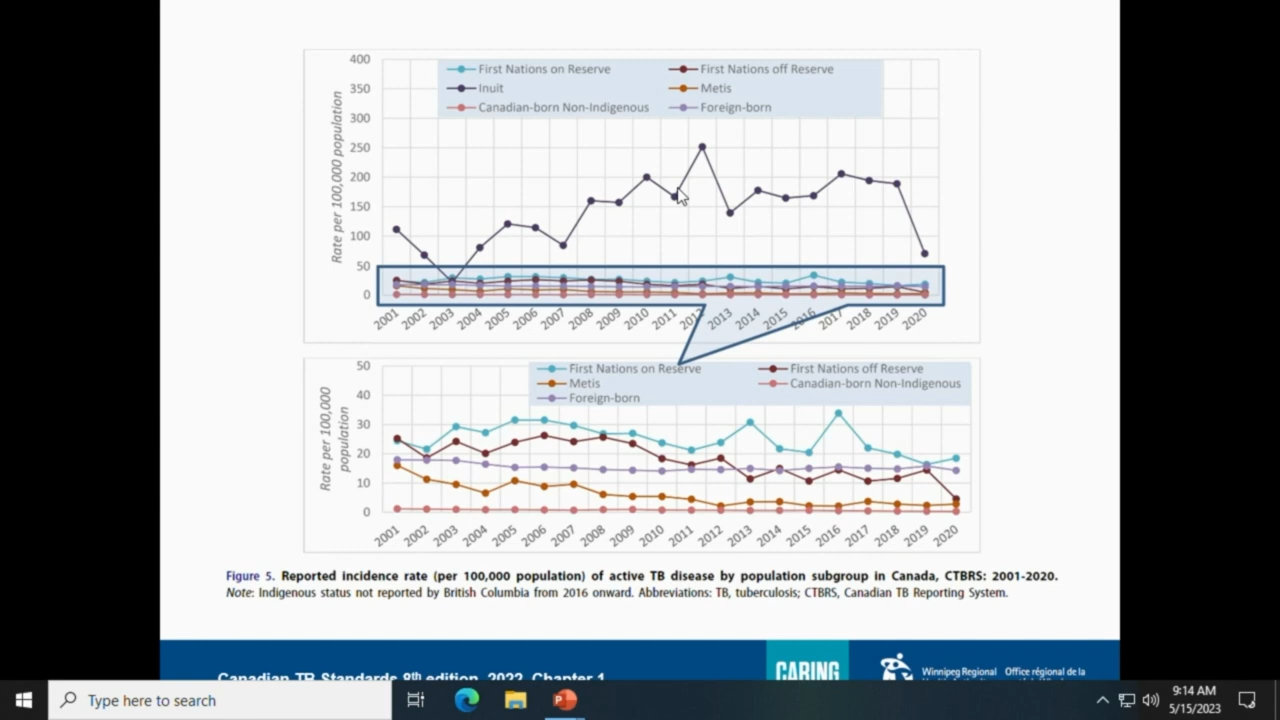 400
First Nations on Reserve
First Nations off Reserve
350
Inuit
Metis
Canadian-born Non-Indigenous
Foreign-born
300
250
200
150
100
50
0
Rate per 100,000 population
2001 2002 2003 2004 2005 2006 2007 2008 2009 2010 2011 2012 2013 2014 2015 2016 2017 2018 2019 2020
50
First Nations on Reserve
First Nations off Reserve
Metis
Canadian-born Non-Indigenous
Foreign-born
40
30
20
10
0
Rate per 100,000
population
2001 2002 2003 2004 2005 2006 2007 2008 2009 2010 2011 2012 2013 2014 2015 2016 2017 2018 2019 2020
Figure 5. Reported incidence rate (per 100,000 population) of active TB disease by population subgroup in Canada, CTBRS: 2001-2020.
Note: Indigenous status not reported by British Columbia from 2016 onward. Abbreviations: TB, tuberculosis; CTBRS, Canadian TB Reporting System.
Canadian TB Standards 8th edition, 2022, Chapter 1
CARING
Winnipeg Regional
Office régional de la
Type here to search
9:14 AM
5/15/2023